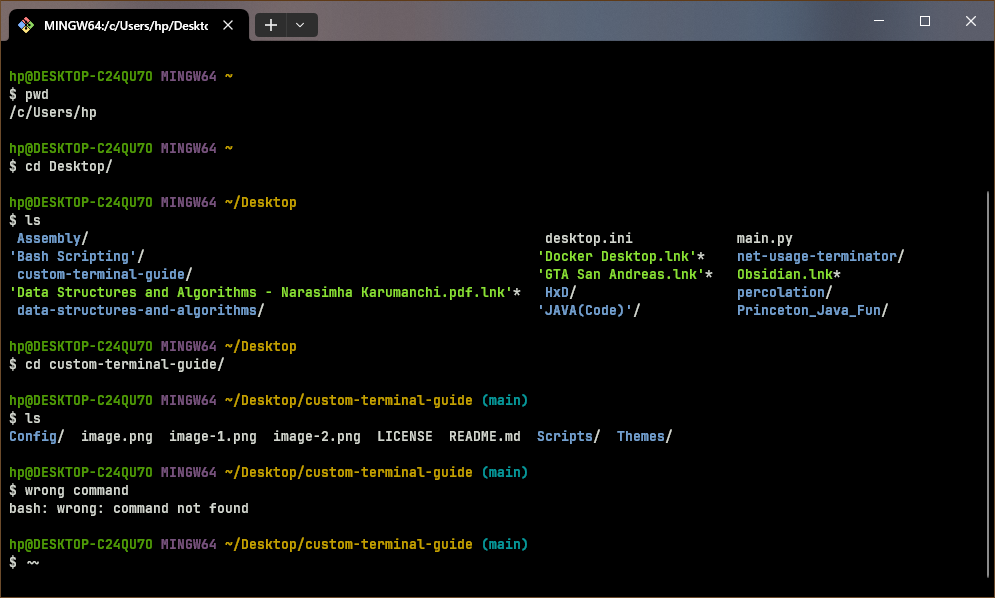 MINGW64:/c/Users/hp/Desktc
hp@DESKTOP-C24QU70 MINGW64 ~
$ pwd
/c/Users/hp
hp@DESKTOP-C24QU70 MINGW64 ~
$ cd Desktop/
hp@DESKTOP-C24QU70 MINGW64 ~/Desktop
$ ls
Assembly/ desktop.ini main.py
'Bash Scripting'/ 'Docker Desktop.lnk'* net-usage-terminator/
custom-terminal-guide/ 'GTA San Andreas.lnk'* Obsidian.lnk*
'Data Structures and Algorithms - Narasimha Karumanchi.pdf.lnk'* HxD/ percolation/
data-structures-and-algorithms/ 'JAVA(Code)'/ Princeton_Java_Fun/
hp@DESKTOP-C24QU70 MINGW64 ~/Desktop
$ cd custom-terminal-guide/
hp@DESKTOP-C24QU70 MINGW64 ~/Desktop/custom-terminal-guide (main)
$ ls
Config/ image.png image-1.png image-2.png LICENSE README.md Scripts/ Themes/
hp@DESKTOP-C24QU70 MINGW64 ~/Desktop/custom-terminal-guide (main)
$ wrong command
bash: wrong: command not found
hp@DESKTOP-C24QU70 MINGW64 ~/Desktop/custom-terminal-guide (main)
$ ~~